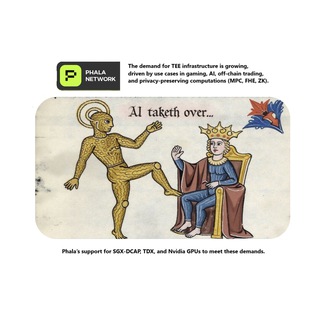 PHALA
NETWORK
The demand for TEE infrastructure is growing,
driven by use cases in gaming, AI, off-chain trading,
and privacy-preserving computations (MPC, FHE, ZK).
AI taketh over...
Phala's support for SGX-DCAP, TDX, and Nvidia GPUs to meet these demands.